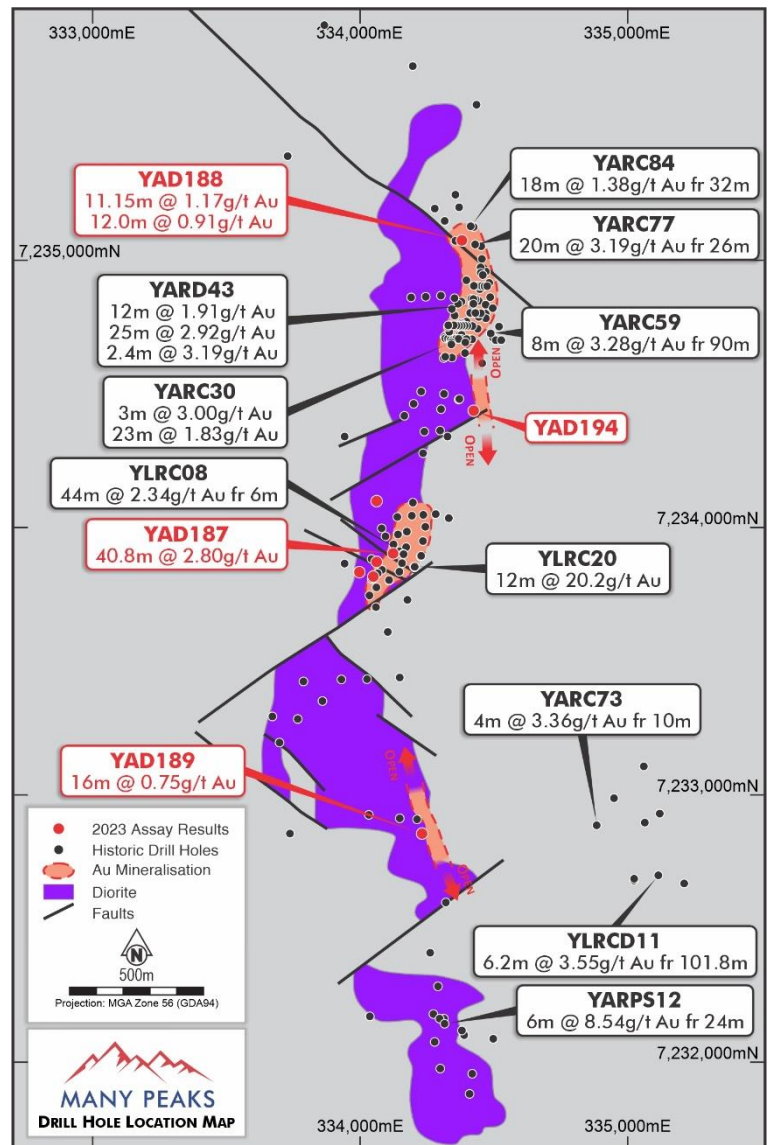 333,000mE
334,000mE
335,000mE
YAD188
11.15m @ 1.17g/t Au
12.0m @ 0.91g/t Au
YARC84
18m @ 1.38g/t Au fr 32m
YARC77
20m @ 3.19g/t Au fr 26m
7,235,000mN
YARD43
12m @ 1.91g/t Au
25m @ 2.92g/t Au
2.4m @ 3.19g/t Au
YARC59
8m @ 3.28g/t Au fr 90m
OPEN
YARC30
3m @ 3.00g/t Au
23m @ 1.83g/t Au
YAD194
OPEN
YLRC08
44m @ 2.34g/t Au fr 6m
7,234,000mN
YAD187
40.8m @ 2.80g/t Au
YLRC20
12m @ 20.2g/t Au
YARC73
4m @ 3.36g/t Au fr 10m
OPEN
YAD189
16m @ 0.75g/t Au
7,233,000mN
OPEN
2023 Assay Results
Historic Drill Holes
Au Mineralisation
Diorite
Faults
N
500m
Projection: MGA Zone 56 (GDA94)
YLRCD11
6.2m @ 3.55g/t Au fr 101.8m
YARPS12
6m @ 8.54g/t Au fr 24m
7,232,000mN
MANY PEAKS
DRILL HOLE LOCATION MAP
334,000mE
335,000mE